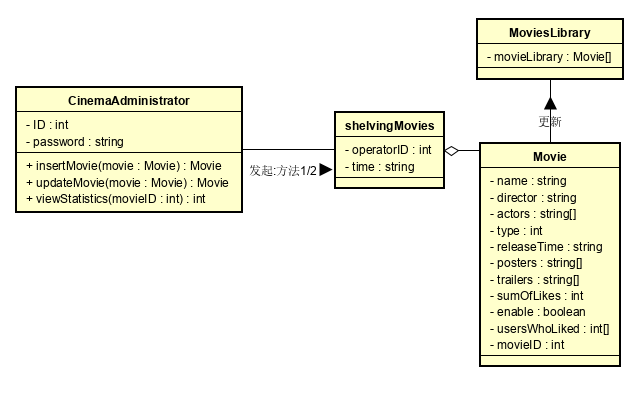 MoviesLibrary
- movieLibrary : Movie[]
CinemaAdministrator
- ID : int
- password : string
+ insertMovie(movie : Movie) : Movie
+ updateMovie(movie : Movie) : Movie
+ viewStatistics(movieID : int) : int
发起:方法1/2
shelvingMovies
- operatorID : int
- time : string
更新
Movie
- name : string
- director : string
- actors : string[]
- type : int
- releaseTime : string
- posters : string[]
- trailers : string[]
- sumOfLikes : int
- enable : boolean
- usersWhoLiked : int[]
- movieID : int